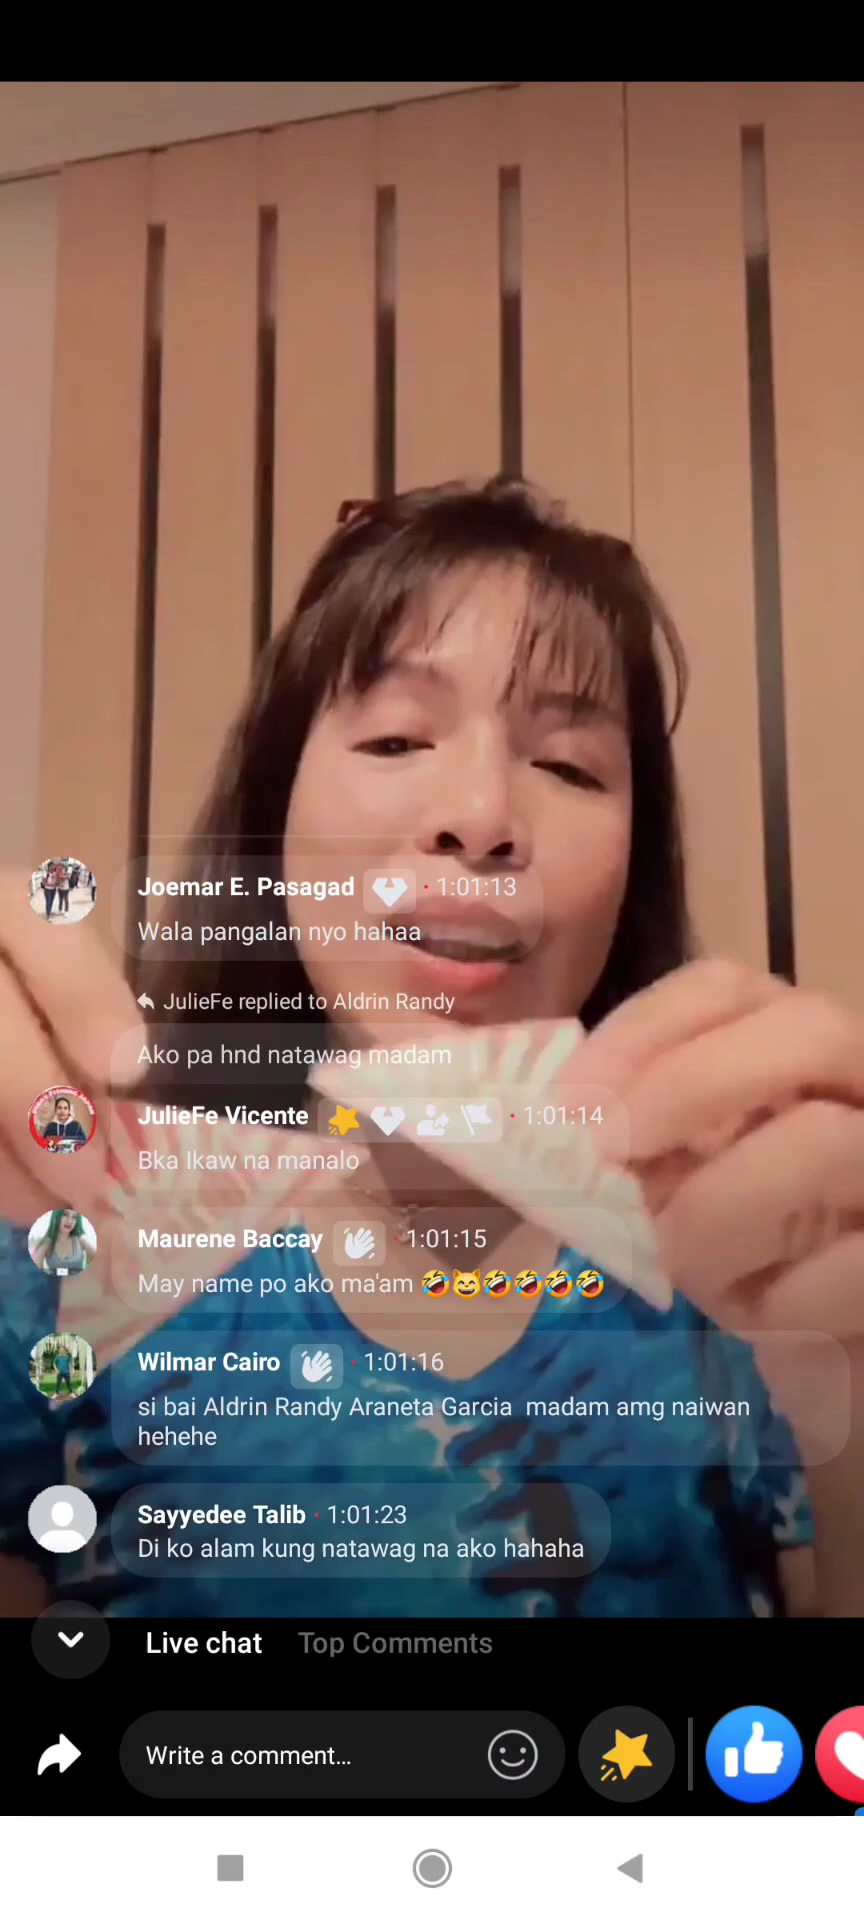 Joemar E. Pasagad · 1:01:13
Wala pangalan nyo hahaa
JulieFe replied to Aldrin Randy
Ako pa hnd natawag madam
JulieFe Vicente · 1:01:14
Bka Ikaw na manalo
Maurene Baccay · 1:01:15
May name po ako ma'am 🤣😹🤣🤣🤣🤣
Wilmar Cairo · 1:01:16
si bai Aldrin Randy Araneta Garcia madam amg naiwan
hehehe
Sayyedee Talib · 1:01:23
Di ko alam kung natawag na ako hahaha
Live chat Top Comments
Write a comment...